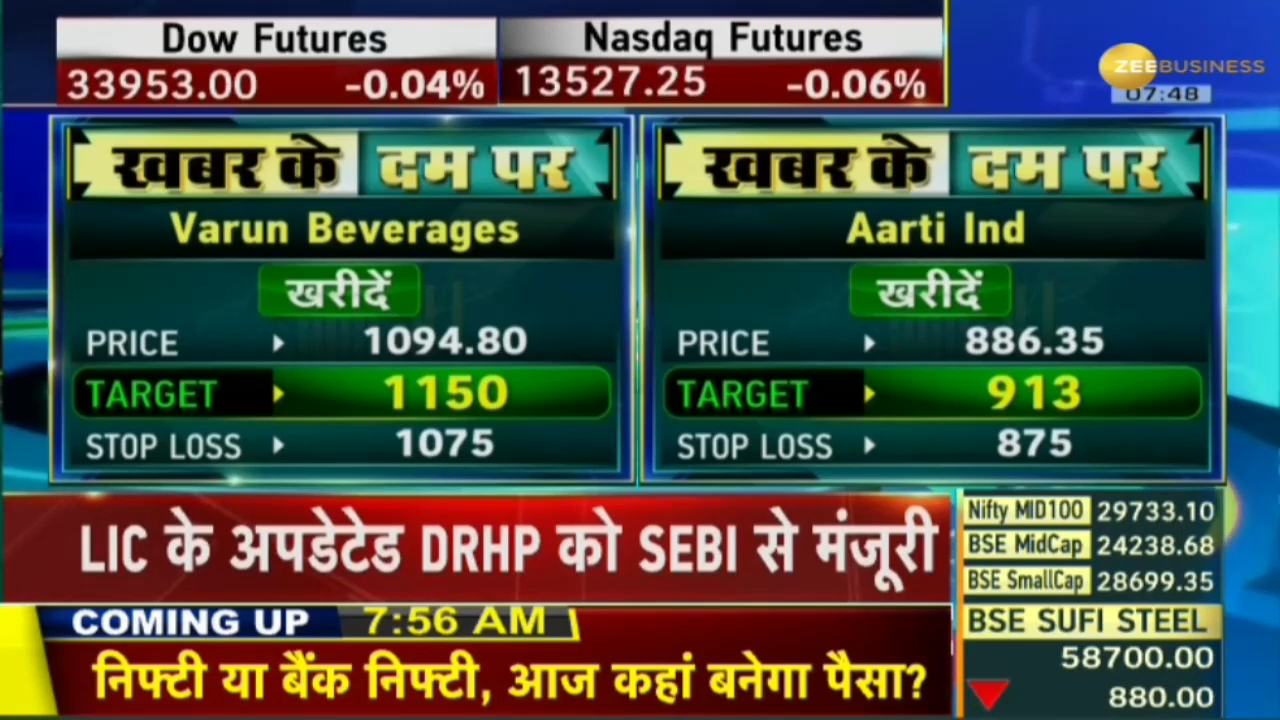 Dow Futures
33953.00 -0.04%
Nasdaq Futures
13527.25 -0.06%
ZEEBUSINESS
07:48
खबर के दम पर
Varun Beverages
खरीदें
PRICE 1094.80
TARGET 1150
STOP LOSS 1075
खबर के दम पर
Aarti Ind
खरीदें
PRICE 886.35
TARGET 913
STOP LOSS 875
LIC के अपडेटेड DRHP को SEBI से मंजूरी
Nifty MID100 29733.10
BSE MidCap 24238.68
BSE SmallCap 28699.35
BSE SUFI STEEL
58700.00
880.00
COMING UP 7:56 AM
निफ्टी या बैंक निफ्टी, आज कहां बनेगा पैसा?